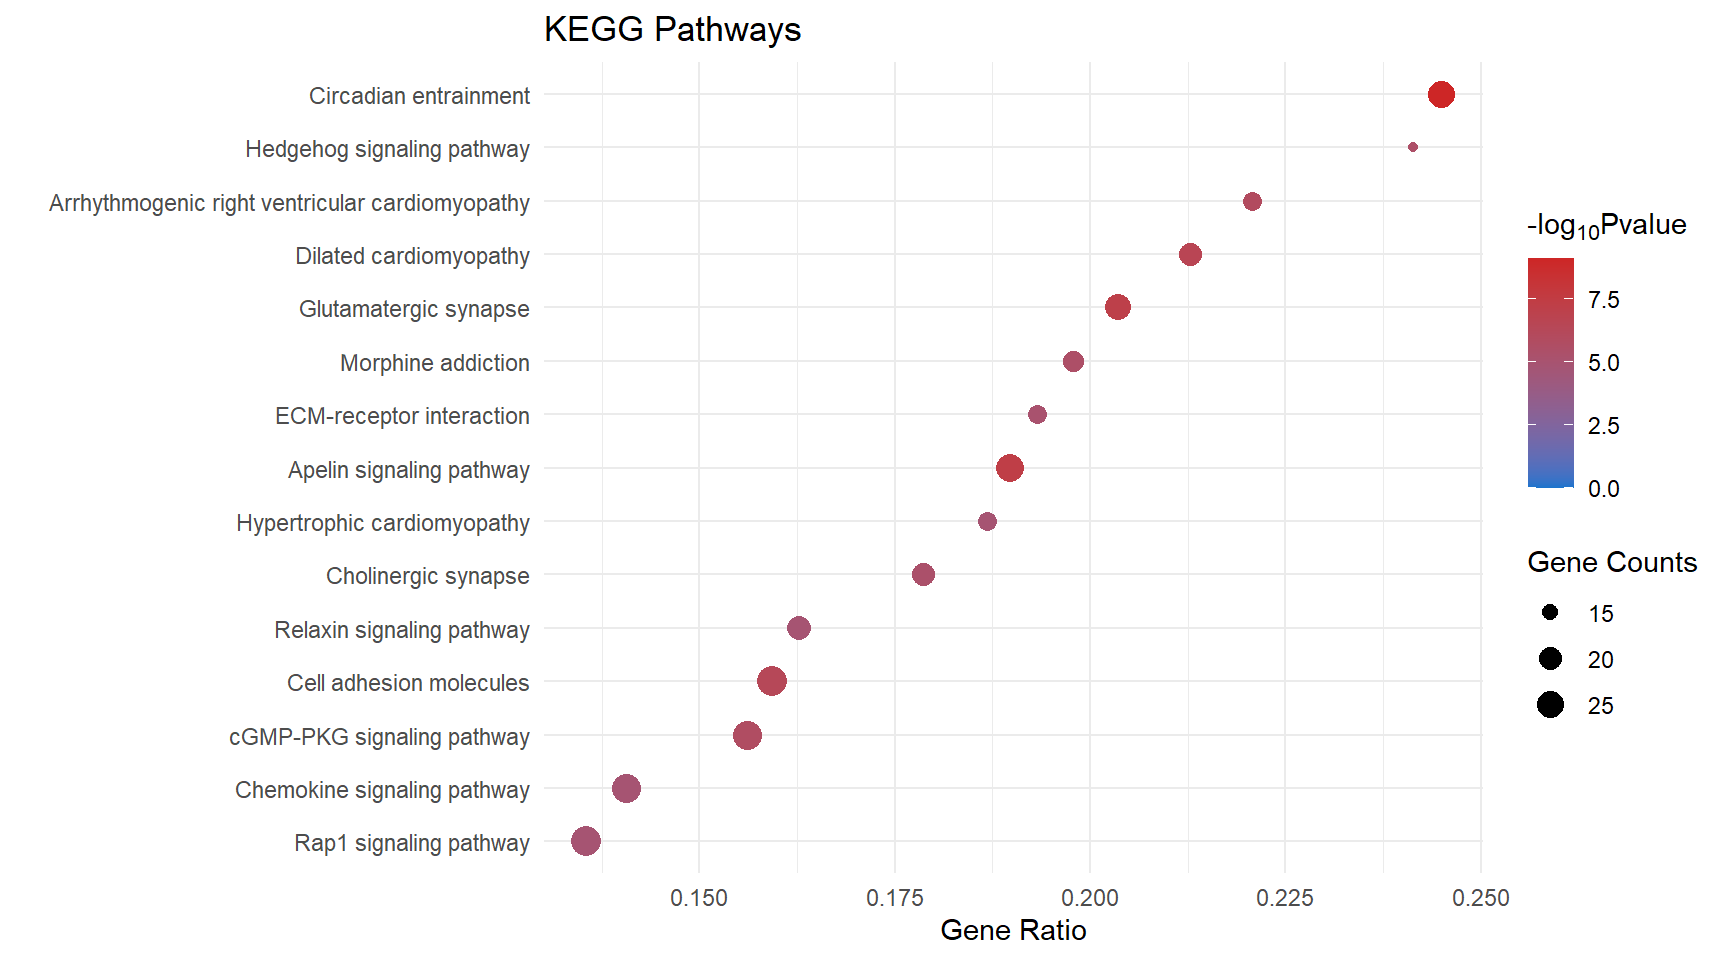 KEGG Pathways
Circadian entrainment
Hedgehog signaling pathway
Arrhythmogenic right ventricular cardiomyopathy
Dilated cardiomyopathy
Glutamatergic synapse
Morphine addiction
ECM-receptor interaction
Apelin signaling pathway
Hypertrophic cardiomyopathy
Cholinergic synapse
Relaxin signaling pathway
Cell adhesion molecules
cGMP-PKG signaling pathway
Chemokine signaling pathway
Rap1 signaling pathway
0.150 0.175 0.200 0.225 0.250
Gene Ratio
-log₁₀Pvalue
7.5
5.0
2.5
0.0
Gene Counts
15
20
25